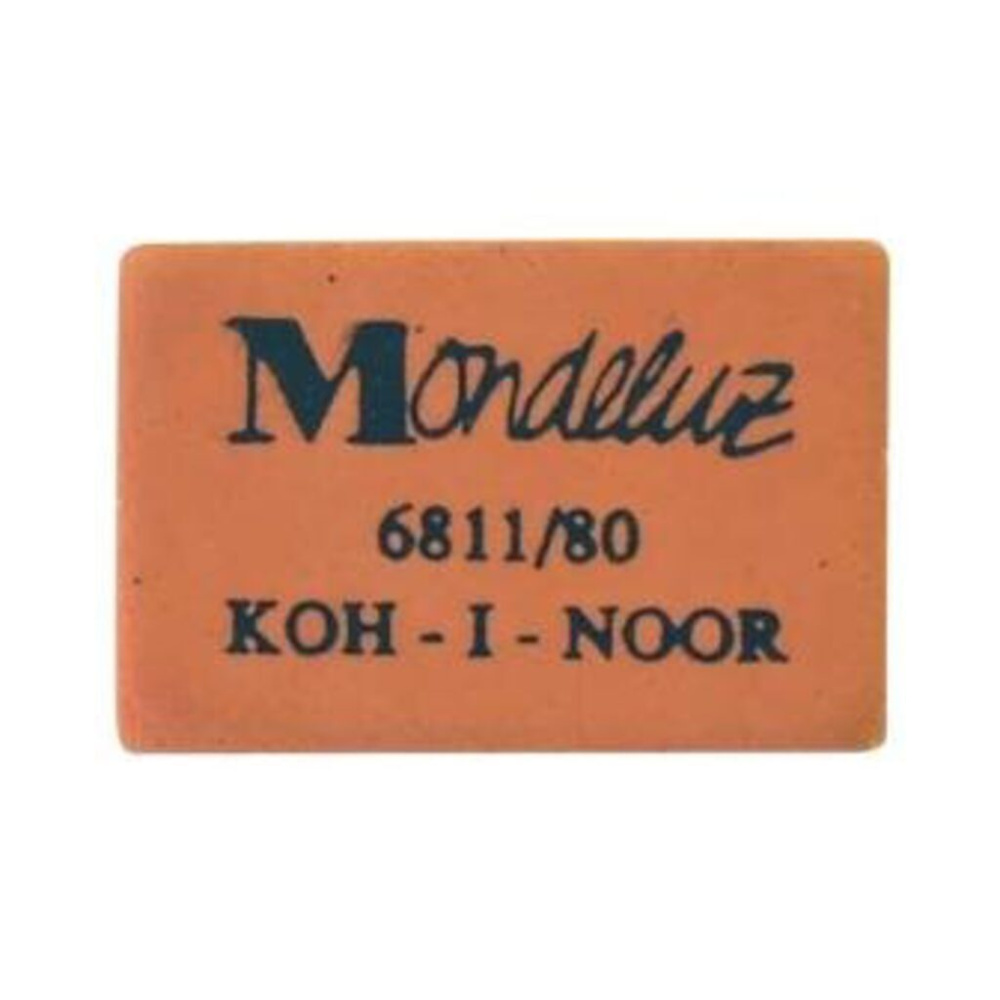 Mondeluz
6811/80
KOH - I - NOOR